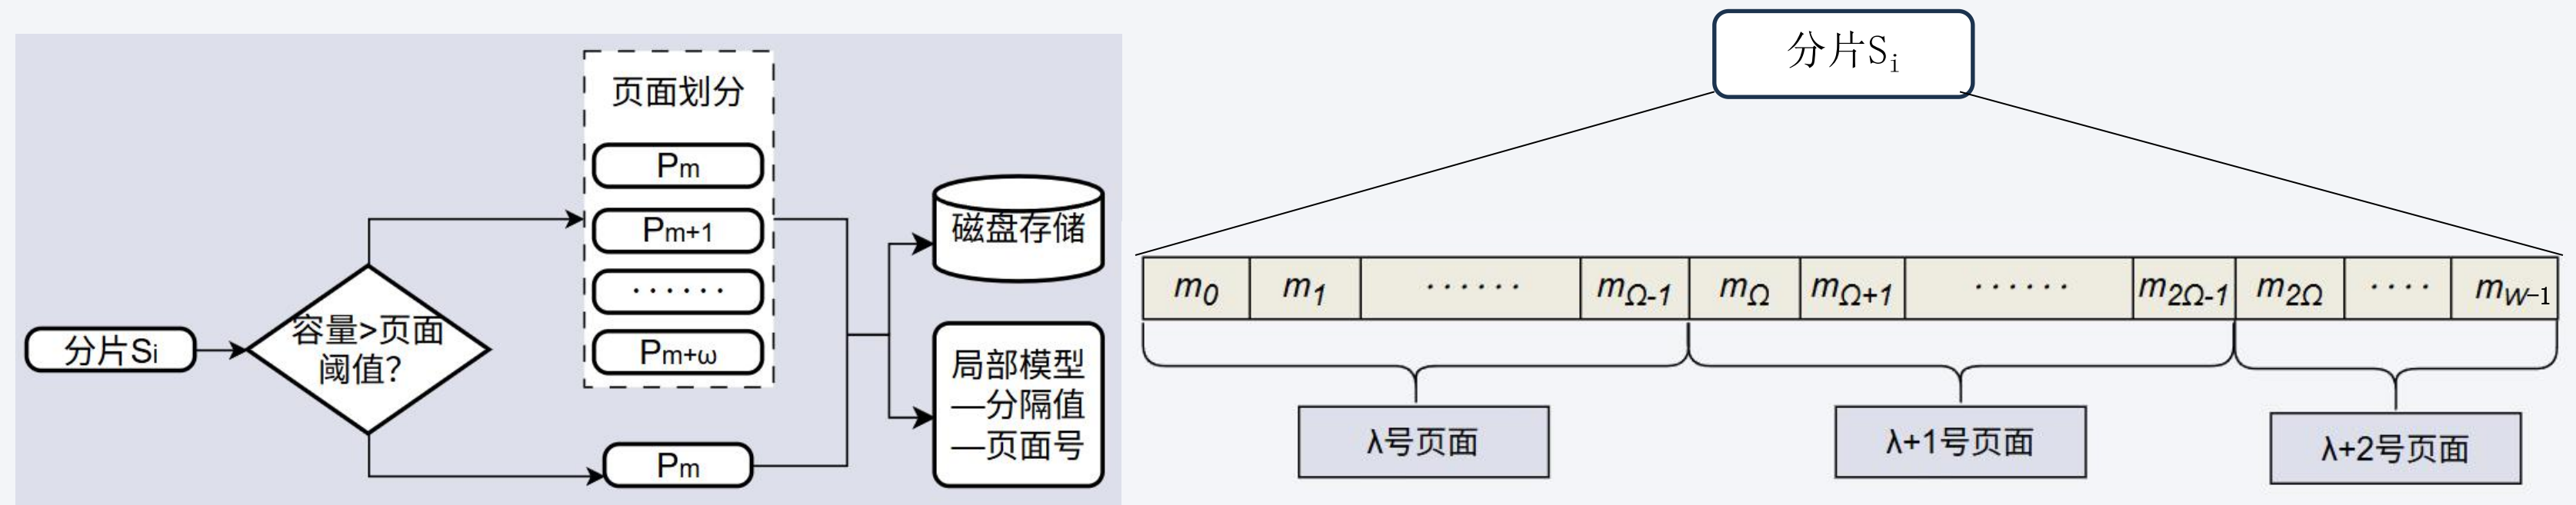 分片Si
容量>页面
阈值?
页面划分
Pm
Pm+1
······
Pm+ω
Pm
磁盘存储
局部模型
—分隔值
—页面号
分片Si
m0 m1 ······ mΩ-1 mΩ mΩ+1 ······ m2Ω-1 m2Ω ···· mW-1
λ号页面 λ+1号页面 λ+2号页面